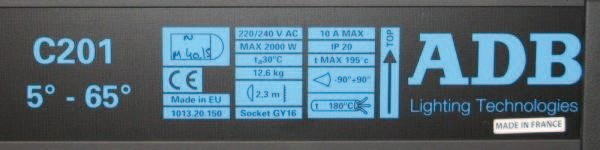 C201
5° - 65°
N
M 40.15
CE
Made in EU
1013.20.150
220/240 V AC
MAX 2000 W
ta30°C
12.6 kg
2,3 m
Socket GY16
10 A MAX
IP 20
t MAX 195°c
-90°+90°
t 180°C
TOP
ADB
Lighting Technologies
MADE IN FRANCE